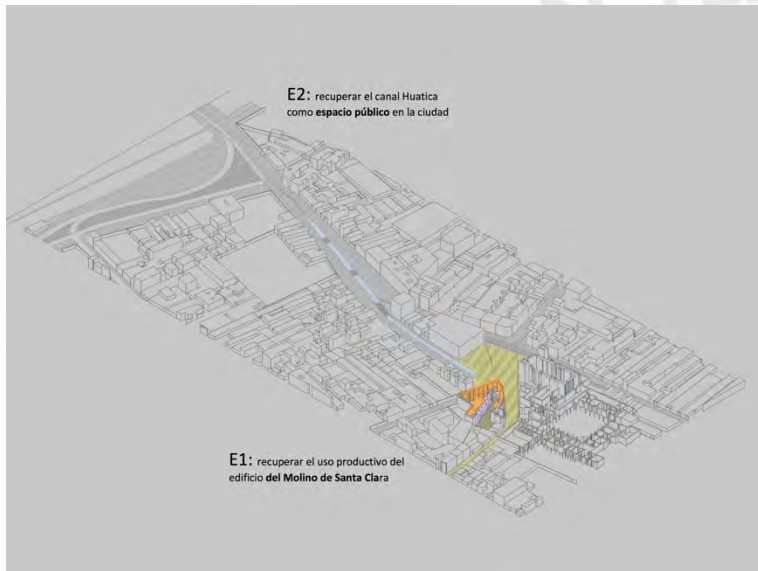 E2: recuperar el canal Huatica
como espacio público en la ciudad
E1: recuperar el uso productivo del
edificio del Molino de Santa Clara